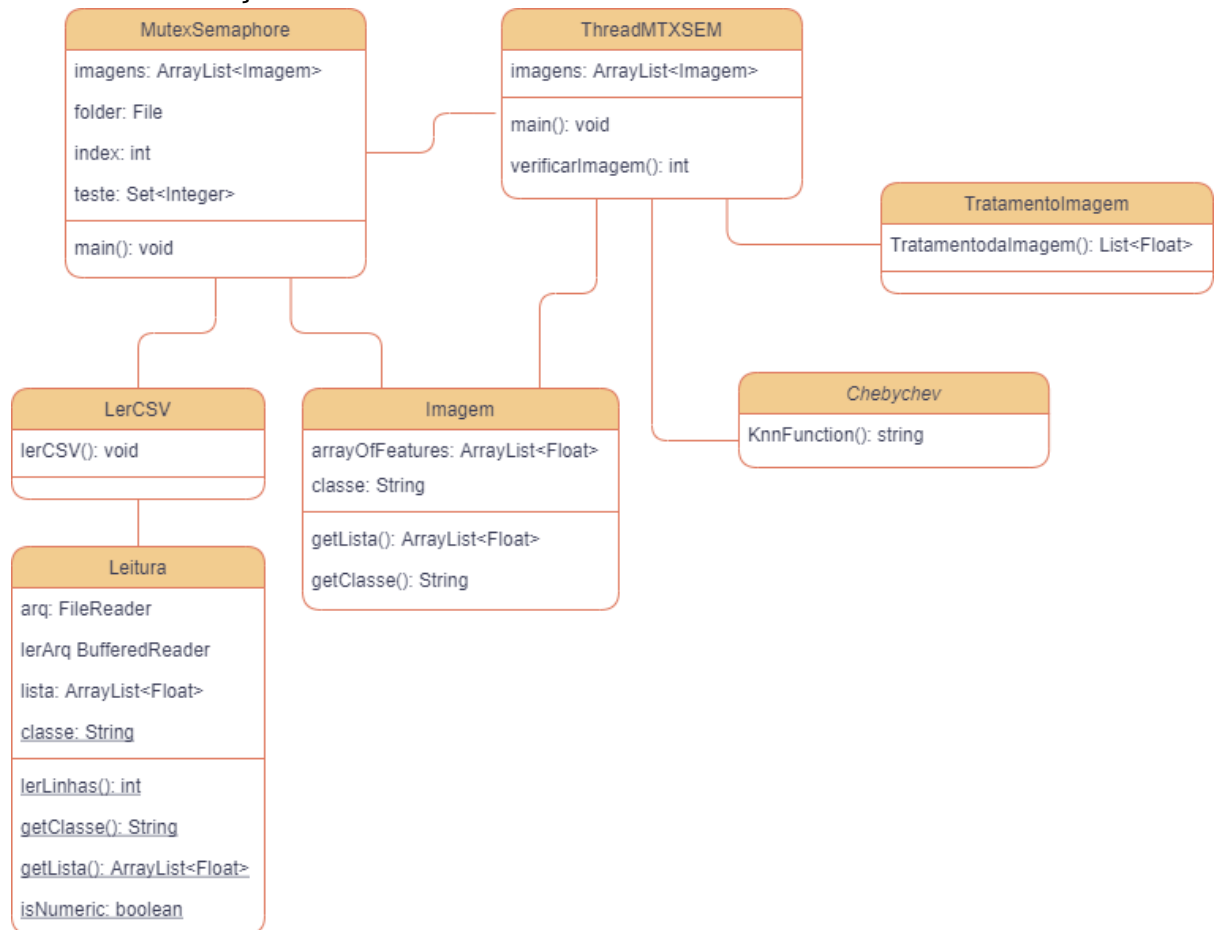 MutexSemaphore
imagens: ArrayList<Imagem>
folder: File
index: int
teste: Set<Integer>
main(): void
ThreadMTXSEM
imagens: ArrayList<Imagem>
main(): void
verificarImagem(): int
TratamentoImagem
TratamentodaImagem(): List<Float>
LerCSV
lerCSV(): void
Imagem
arrayOfFeatures: ArrayList<Float>
classe: String
getLista(): ArrayList<Float>
getClasse(): String
Chebychev
KnnFunction(): string
Leitura
arq: FileReader
lerArq BufferedReader
lista: ArrayList<Float>
classe: String
lerLinhas(): int
getClasse(): String
getLista(): ArrayList<Float>
isNumeric: boolean